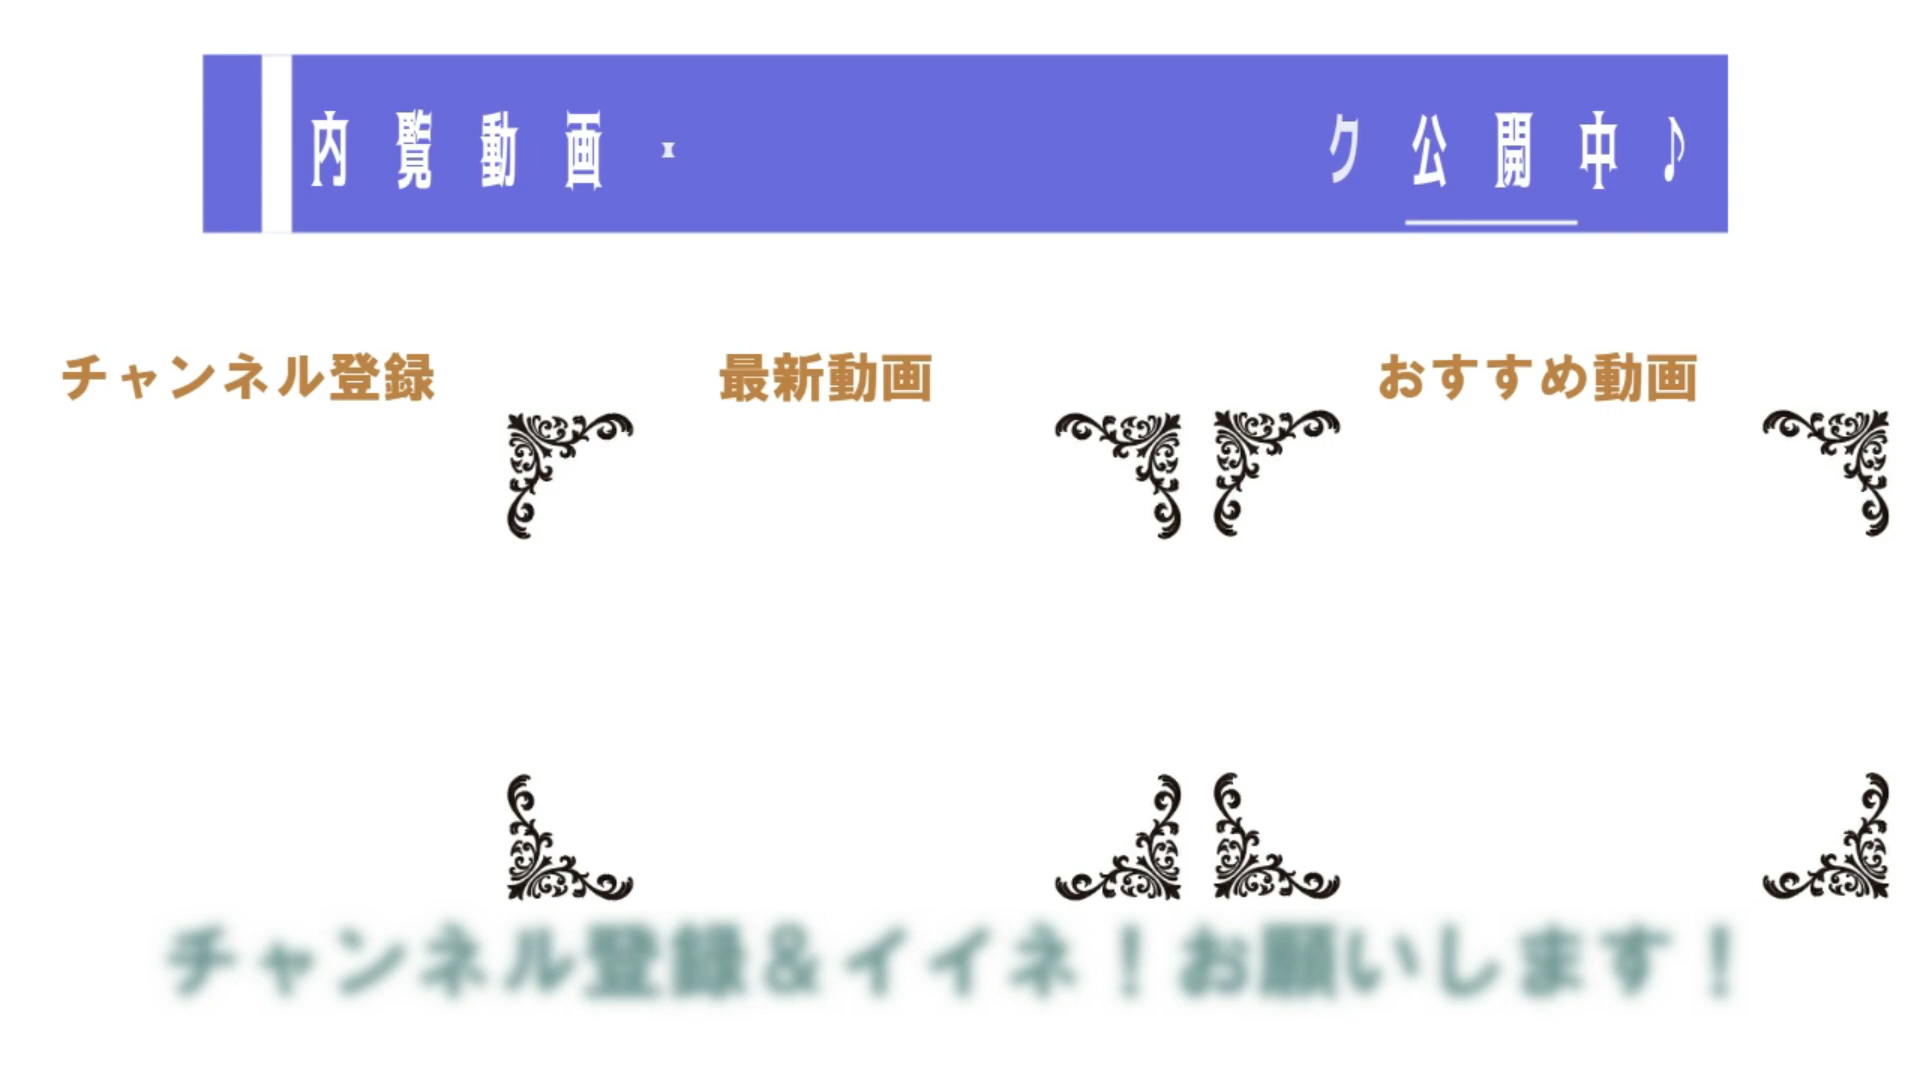 内覧動画・ ク公開中♪
チャンネル登録 最新動画 おすすめ動画
チャンネル登録&イイネ!お願いします!